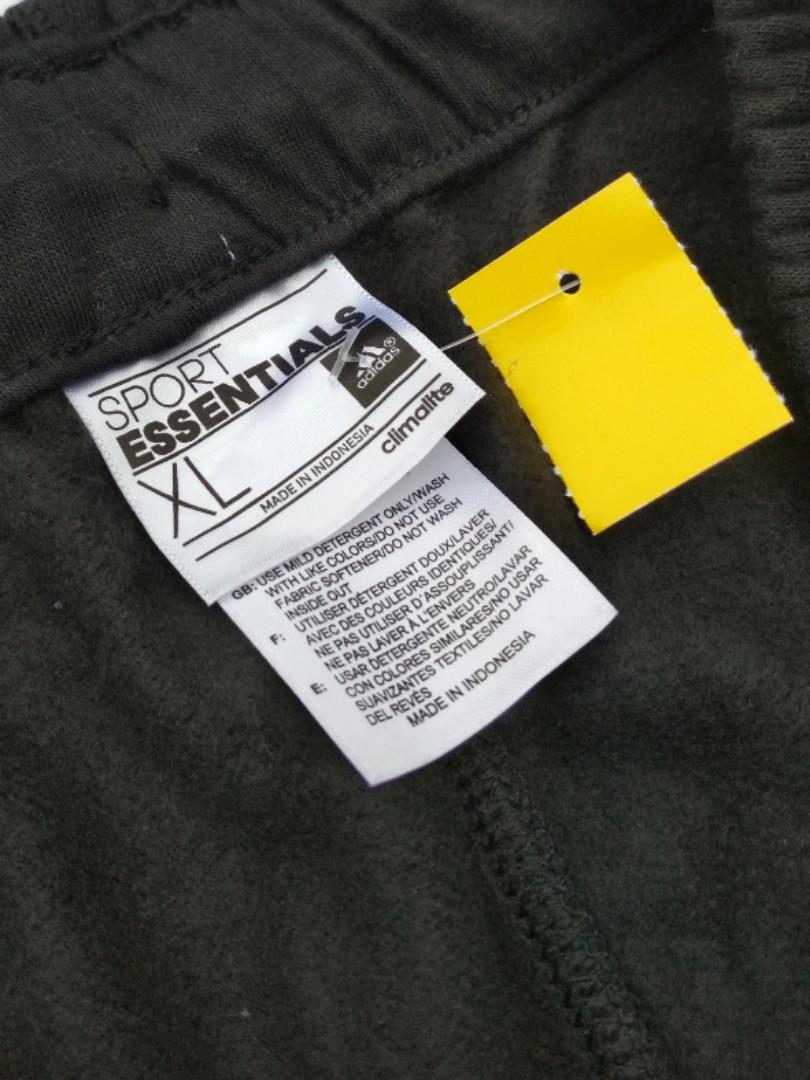 SPORT
ESSENTIALS
adidas®
XL
MADE IN INDONESIA
climalite
GB: USE MILD DETERGENT ONLY/WASH
WITH LIKE COLORS/DO NOT USE
FABRIC SOFTENER/DO NOT WASH
INSIDE OUT
F: UTILISER DÉTERGENT DOUX/LAVER
AVEC DES COULEURS IDENTIQUES/
NE PAS UTILISER D'ASSOUPLISSANT/
NE PAS LAVER À L'ENVERS
E: USAR DETERGENTE NEUTRO/LAVAR
CON COLORES SIMILARES/NO USAR
SUAVIZANTES TEXTILES/NO LAVAR
DEL REVÉS
MADE IN INDONESIA